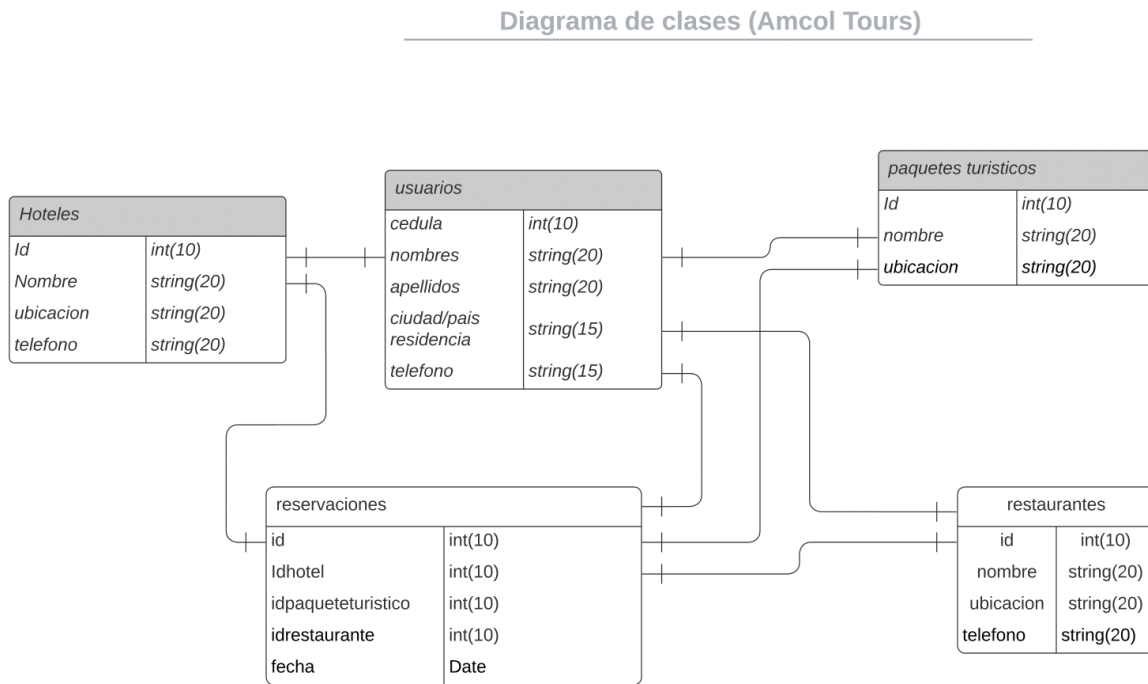 Diagrama de clases (Amcol Tours)
Hoteles
Id int(10)
Nombre string(20)
ubicacion string(20)
telefono string(20)
usuarios
cedula int(10)
nombres string(20)
apellidos string(20)
ciudad/pais
residencia string(15)
telefono string(15)
paquetes turisticos
Id int(10)
nombre string(20)
ubicacion string(20)
reservaciones
id int(10)
Idhotel int(10)
idpaqueteturistico int(10)
idrestaurante int(10)
fecha Date
restaurantes
id int(10)
nombre string(20)
ubicacion string(20)
telefono string(20)